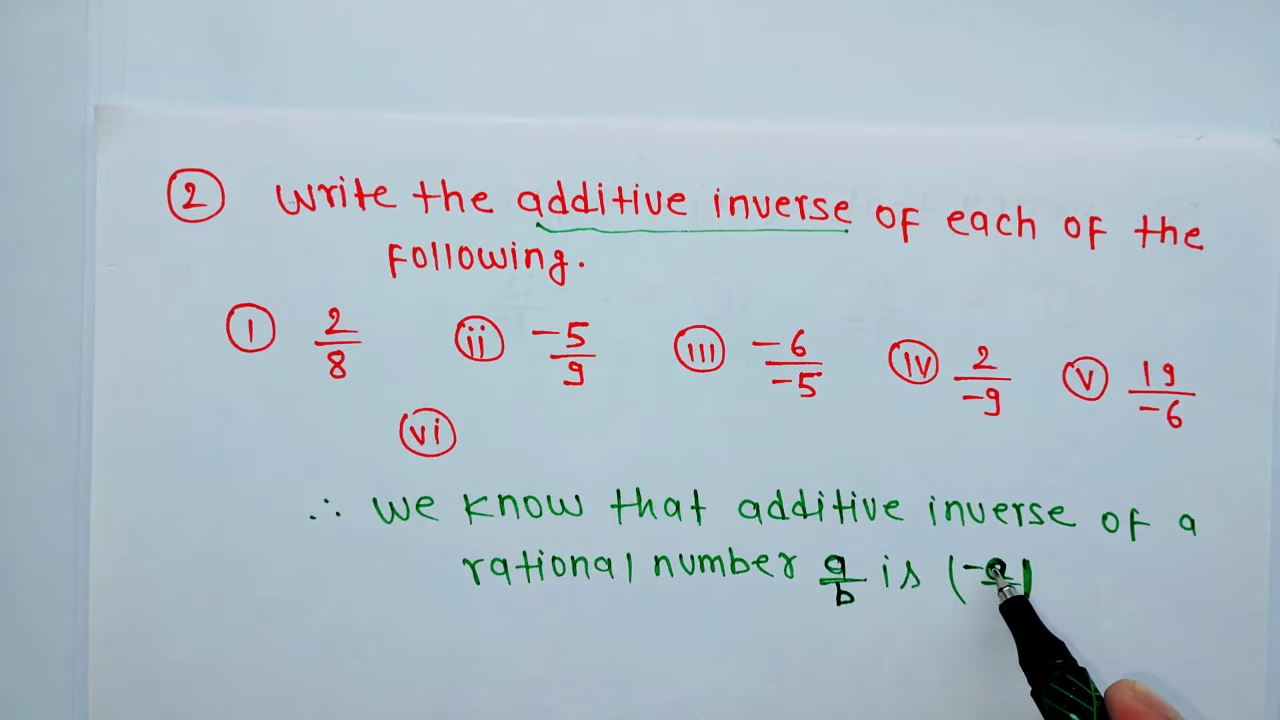 ② Write the additive inverse of each of the
following.
ⓘ 2/8 ⓘⓘ -5/9 ⓘⓘⓘ -6/-5 ⓘⓥ 2/-9 ⓥ 19/-6
ⓥⓘ
∴ We know that additive inverse of a
rational number a/b is (-a